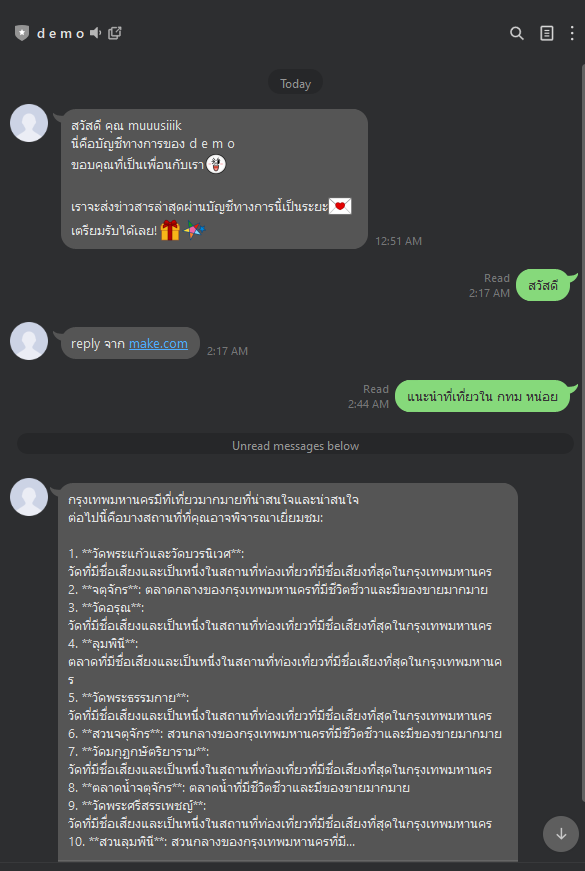 d e m o
Today
สวัสดี คุณ muuusiiik
นี่คือบัญชีทางการของ d e m o
ขอบคุณที่เป็นเพื่อนกับเรา
เราจะส่งข่าวสารล่าสุดผ่านบัญชีทางการนี้เป็นระยะ
เตรียมรับได้เลย!
12:51 AM
Read
2:17 AM
สวัสดี
reply จาก make.com
2:17 AM
Read
2:44 AM
แนะนำที่เที่ยวใน กทม หน่อย
Unread messages below
กรุงเทพมหานครมีที่เที่ยวมากมายที่น่าสนใจและน่าสนใจ
ต่อไปนี้คือบางสถานที่ที่คุณอาจพิจารณาเยี่ยมชม:
1. **วัดพระแก้วและวัดบวรนิเวศ**:
วัดที่มีชื่อเสียงและเป็นหนึ่งในสถานที่ท่องเที่ยวที่มีชื่อเสียงที่สุดในกรุงเทพมหานคร
2. **จตุจักร**: ตลาดกลางของกรุงเทพมหานครที่มีชีวิตชีวาและมีของขายมากมาย
3. **วัดอรุณ**:
วัดที่มีชื่อเสียงและเป็นหนึ่งในสถานที่ท่องเที่ยวที่มีชื่อเสียงที่สุดในกรุงเทพมหานคร
4. **ลุมพินี**:
ตลาดที่มีชื่อเสียงและเป็นหนึ่งในสถานที่ท่องเที่ยวที่มีชื่อเสียงที่สุดในกรุงเทพมหานค
ร
5. **วัดพระธรรมกาย**:
วัดที่มีชื่อเสียงและเป็นหนึ่งในสถานที่ท่องเที่ยวที่มีชื่อเสียงที่สุดในกรุงเทพมหานคร
6. **สวนจตุจักร**: สวนกลางของกรุงเทพมหานครที่มีชีวิตชีวาและมีของขายมากมาย
7. **วัดมกุฏกษัตริยาราม**:
วัดที่มีชื่อเสียงและเป็นหนึ่งในสถานที่ท่องเที่ยวที่มีชื่อเสียงที่สุดในกรุงเทพมหานคร
8. **ตลาดน้ำจตุจักร**: ตลาดน้ำที่มีชีวิตชีวาและมีของขายมากมาย
9. **วัดพระศรีสรรเพชญ์**:
วัดที่มีชื่อเสียงและเป็นหนึ่งในสถานที่ท่องเที่ยวที่มีชื่อเสียงที่สุดในกรุงเทพมหานคร
10. **สวนลุมพินี**: สวนกลางของกรุงเทพมหานครที่มี...